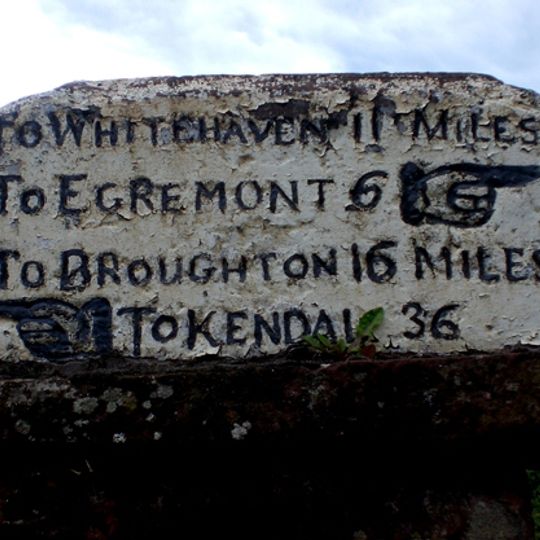 TO WHITEHAVEN 11 MILES
TO EGREMONT 6
TO BROUGHTON 16 MILES
TO KENDAL 36